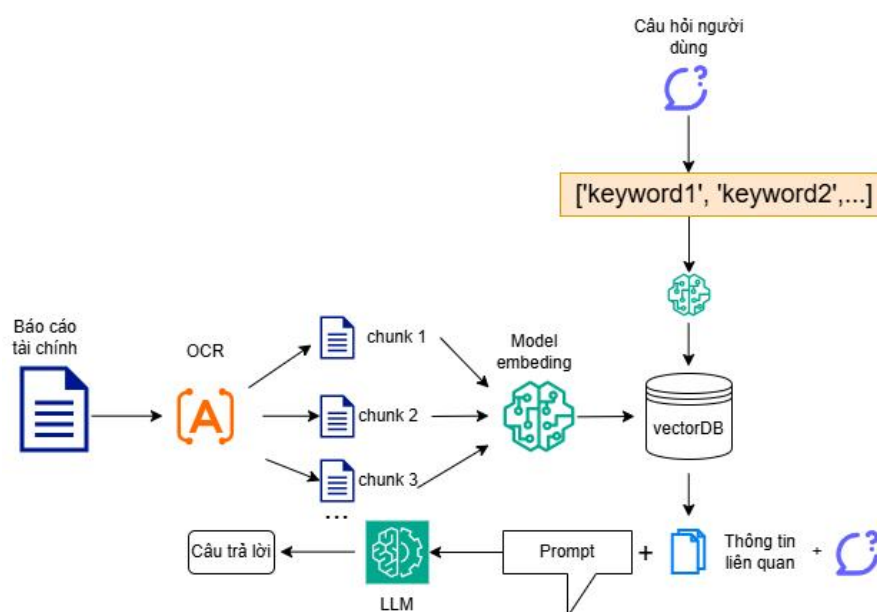 Câu hỏi người
dùng
['keyword1', 'keyword2',...]
Báo cáo
tài chính
OCR
A
chunk 1
chunk 2
chunk 3
...
Model
embeding
vectorDB
Câu trả lời
LLM
Prompt
+
Thông tin
liên quan
+